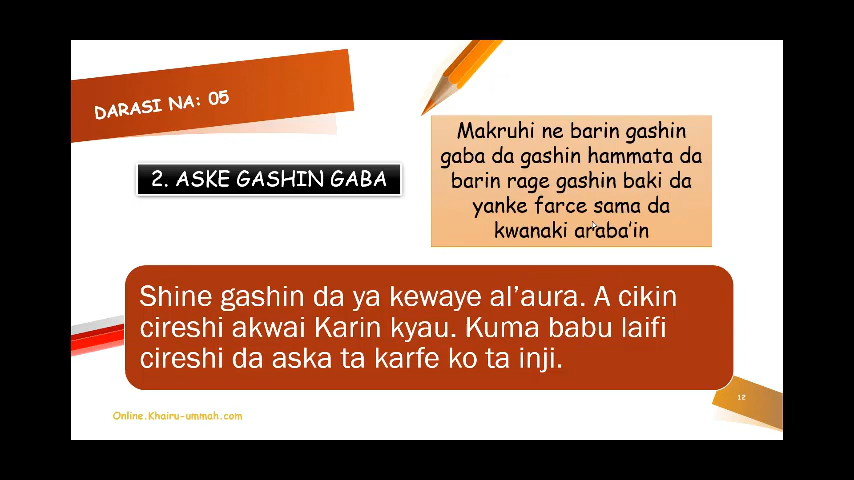 DARASI NA: 05
2. ASKE GASHIN GABA
Makruhi ne barin gashin
gaba da gashin hammata da
barin rage gashin baki da
yanke farce sama da
kwanaki araba'in
Shine gashin da ya kewaye al'aura. A cikin
cireshi akwai Karin kyau. Kuma babu laifi
cireshi da aska ta karfe ko ta inji.
Online.Khairu-ummah.com
12